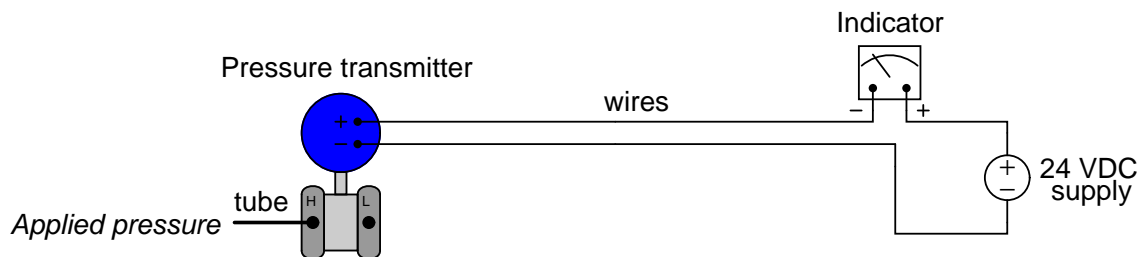 Indicator
Pressure transmitter
wires
− +
+
−
+
−
24 VDC
supply
H L
tube
Applied pressure